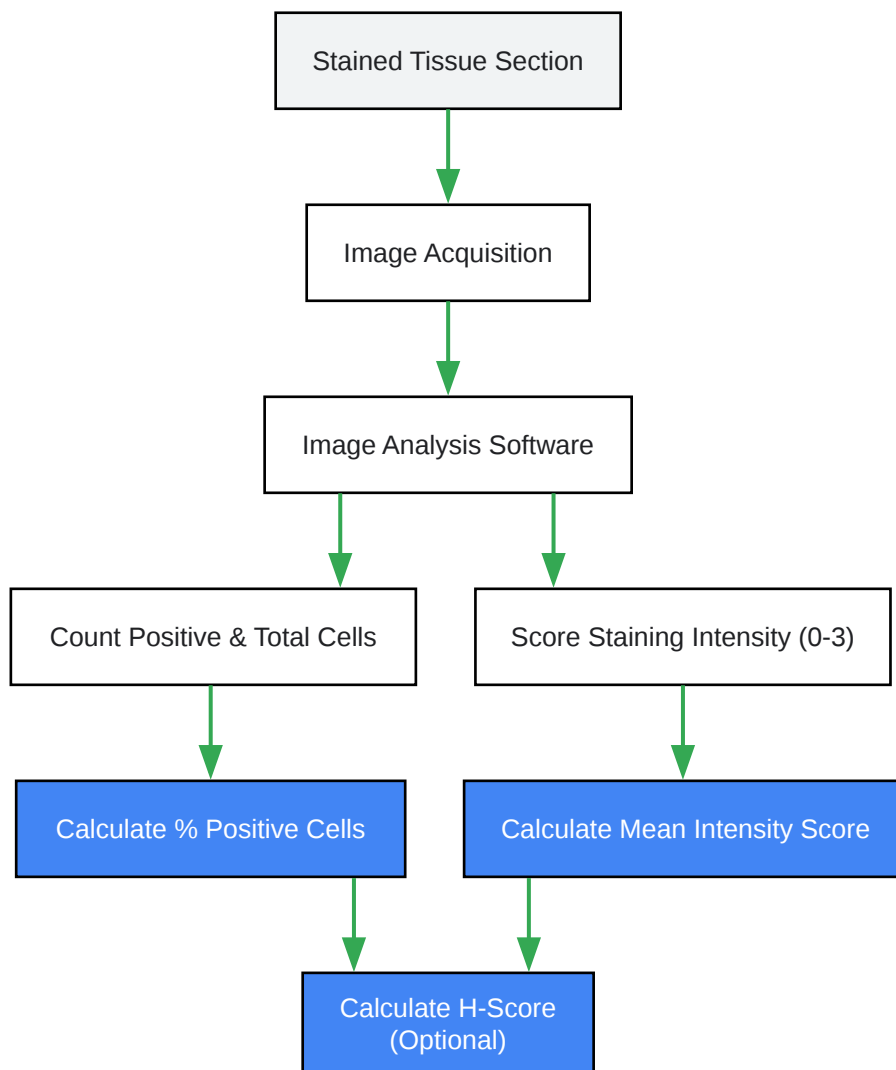 Stained Tissue Section
Image Acquisition
Image Analysis Software
Count Positive & Total Cells
Score Staining Intensity (0-3)
Calculate % Positive Cells
Calculate Mean Intensity Score
Calculate H-Score
(Optional)